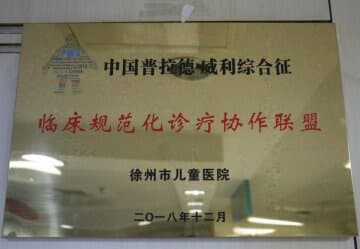 中国普拉德·威利综合征
临床规范化诊疗协作联盟
徐州市儿童医院
二〇一八年十二月